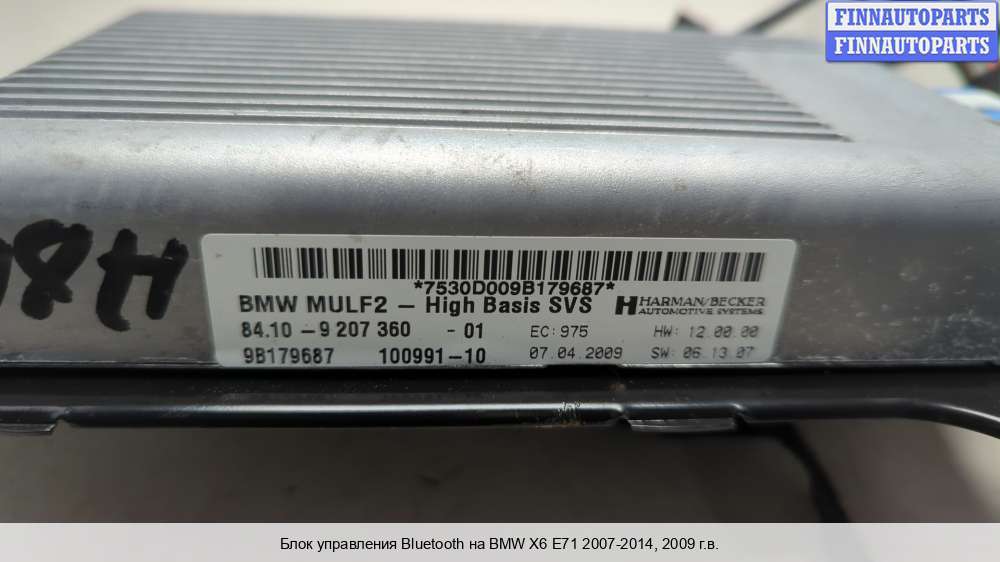 FINNAUTOPARTS
FINNAUTOPARTS
H8
*7530D009B179687*
BMW MULF2 – High Basis SVS
HARMAN/BECKER
AUTOMOTIVE SYSTEMS
84.10 – 9 207 360 - 01 EC: 975 HW: 12.00.00
9B179687 100991-10 07.04.2009 SW: 06.13.07
Блок управления Bluetooth на BMW X6 E71 2007-2014, 2009 г.в.